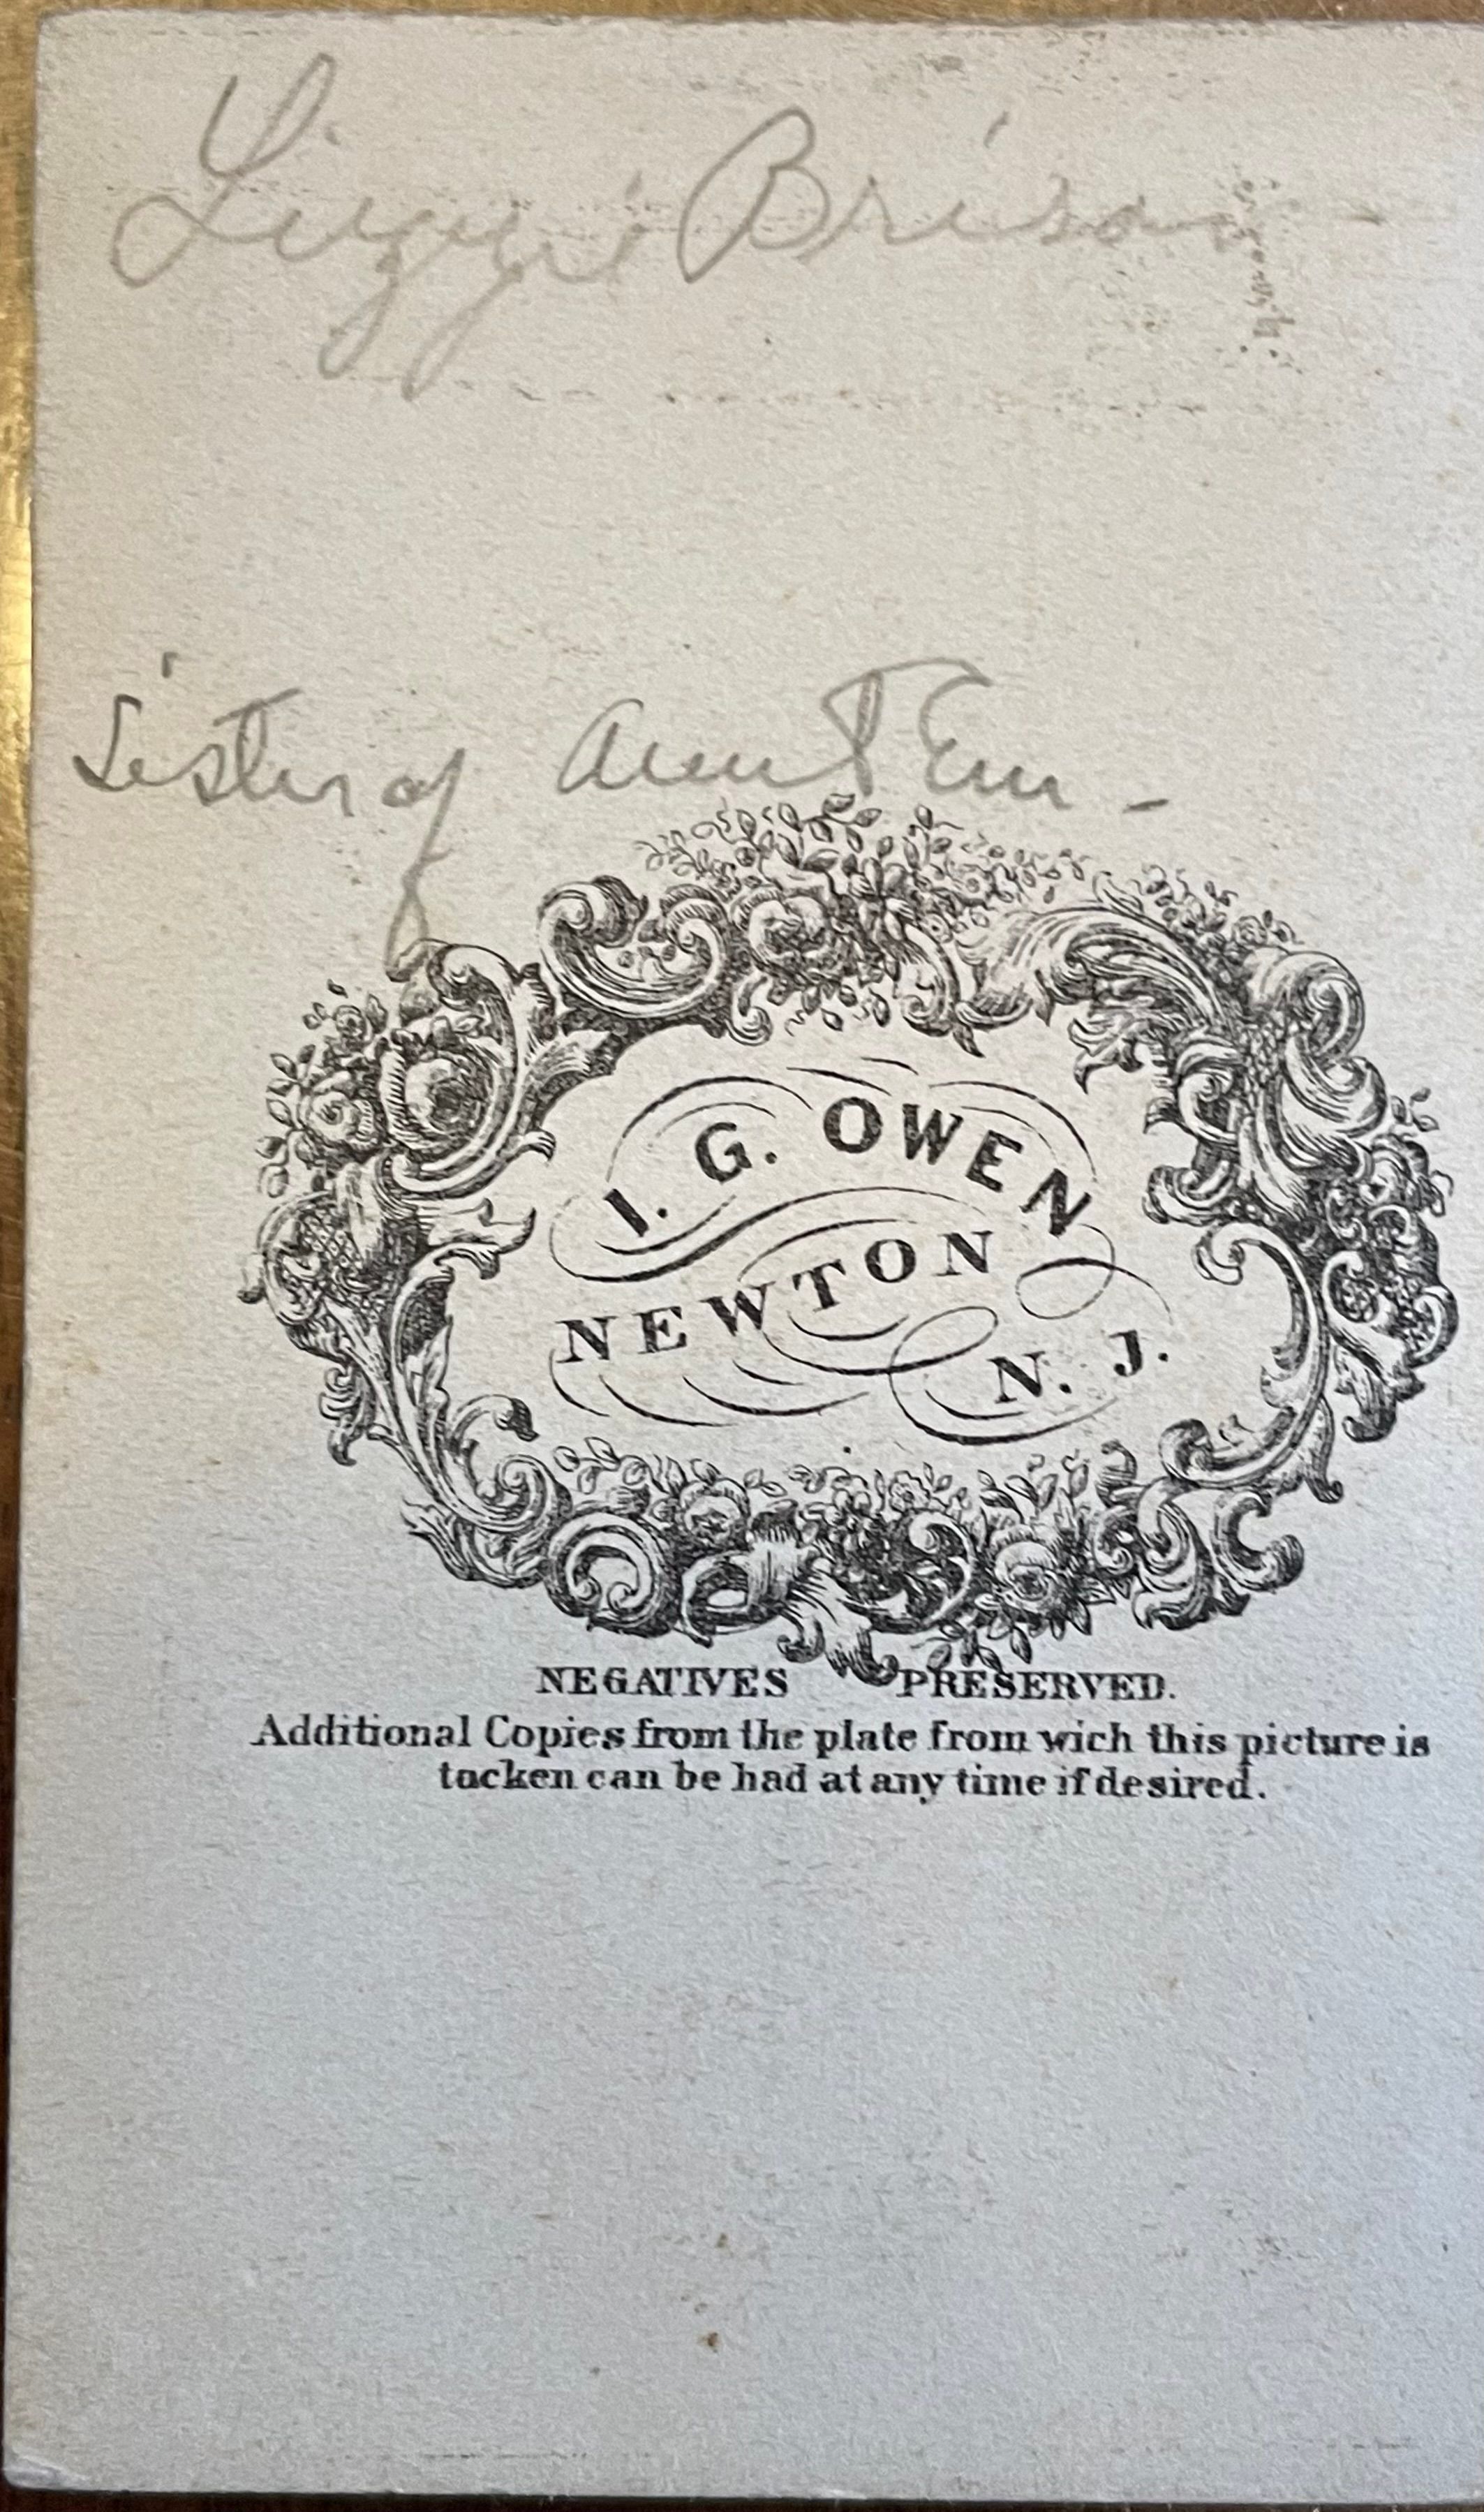 Lizzie Brison
Sister of Aunt Em -
I. G. OWEN
NEWTON
N. J.
NEGATIVES PRESERVED.
Additional Copies from the plate from wich this picture is
tacken can be had at any time if desired.